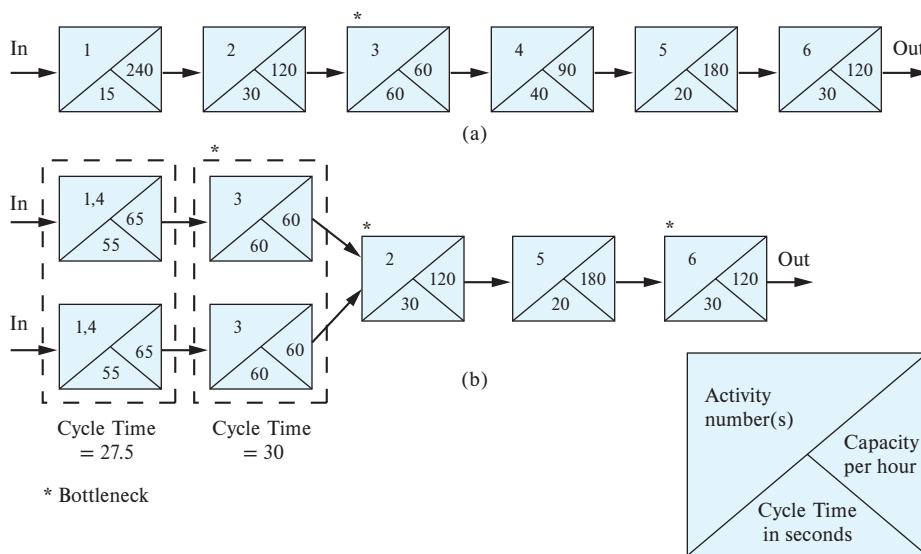 *
In
1
240
15
2
120
30
3
60
60
4
90
40
5
180
20
6
120
30
Out
(a)
*
In
1,4
65
55
3
60
60
*
2
120
30
5
180
20
*
6
120
30
Out
In
1,4
65
55
3
60
60
(b)
Cycle Time
= 27.5
Cycle Time
= 30
* Bottleneck
Activity
number(s)
Capacity
per hour
Cycle Time
in seconds